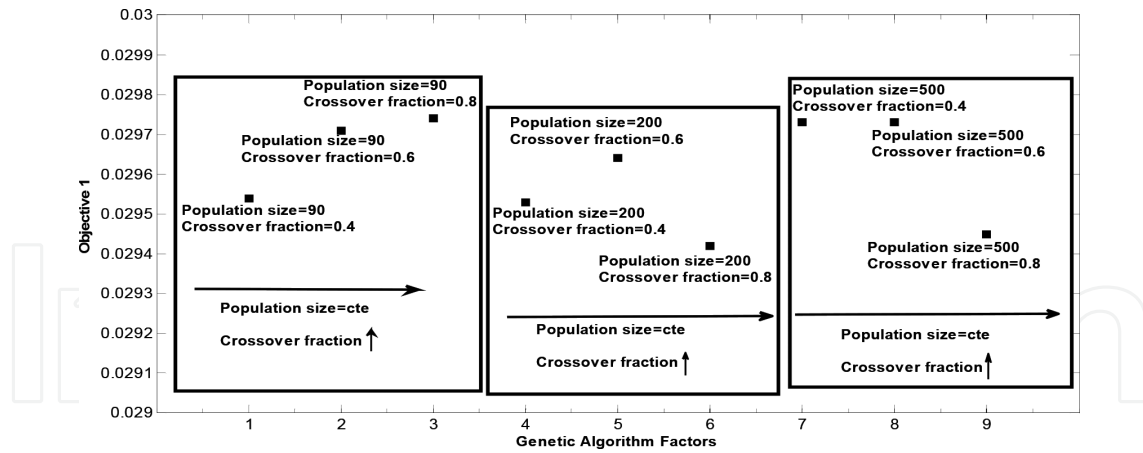 0.03
0.0299
0.0298
0.0297
0.0296
0.0295
0.0294
0.0293
0.0292
0.0291
0.029
Objective 1
Population size=90
Crossover fraction=0.8
Population size=90
Crossover fraction=0.6
Population size=90
Crossover fraction=0.4
Population size=cte
Crossover fraction
Population size=200
Crossover fraction=0.6
Population size=200
Crossover fraction=0.4
Population size=200
Crossover fraction=0.8
Population size=cte
Crossover fraction
Population size=500
Crossover fraction=0.4
Population size=500
Crossover fraction=0.6
Population size=500
Crossover fraction=0.8
Population size=cte
Crossover fraction
1 2 3 4 5 6 7 8 9
Genetic Algorithm Factors